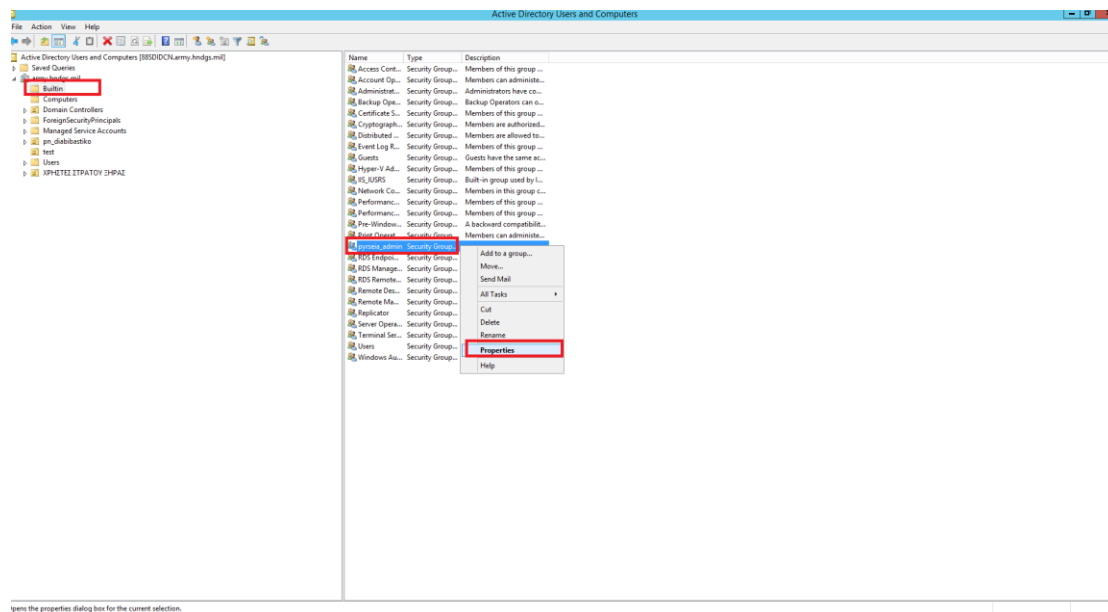 Active Directory Users and Computers
File Action View Help
Active Directory Users and Computers [88SDIDCN.army.hndgs.mil]
Saved Queries
army.hndgs.mil
Builtin
Computers
Domain Controllers
ForeignSecurityPrincipals
Managed Service Accounts
pn_diabibastiko
test
Users
ΧΡΗΣΤΕΣ ΣΤΡΑΤΟΥ ΞΗΡΑΣ
Name Type Description
Access Cont... Security Group... Members of this group ...
Account Op... Security Group... Members can administe...
Administrat... Security Group... Administrators have co...
Backup Ope... Security Group... Backup Operators can o...
Certificate S... Security Group... Members of this group ...
Cryptograph... Security Group... Members are authorized...
Distributed ... Security Group... Members are allowed to...
Event Log R... Security Group... Members of this group ...
Guests Security Group... Guests have the same ac...
Hyper-V Ad... Security Group... Members of this group ...
IIS_IUSRS Security Group... Built-in group used by I...
Network Co... Security Group... Members in this group c...
Performanc... Security Group... Members of this group ...
Performanc... Security Group... Members of this group ...
Pre-Window... Security Group... A backward compatibilit...
Print Operat... Security Group... Members can administe...
pyrseia_admin Security Group...
RDS Endpoi... Security Group...
RDS Manage... Security Group...
RDS Remote... Security Group...
Remote Des... Security Group...
Remote Ma... Security Group...
Replicator Security Group...
Server Opera... Security Group...
Terminal Ser... Security Group...
Users Security Group...
Windows Au... Security Group...
Add to a group...
Move...
Send Mail
All Tasks
Cut
Delete
Rename
Properties
Help
Opens the properties dialog box for the current selection.